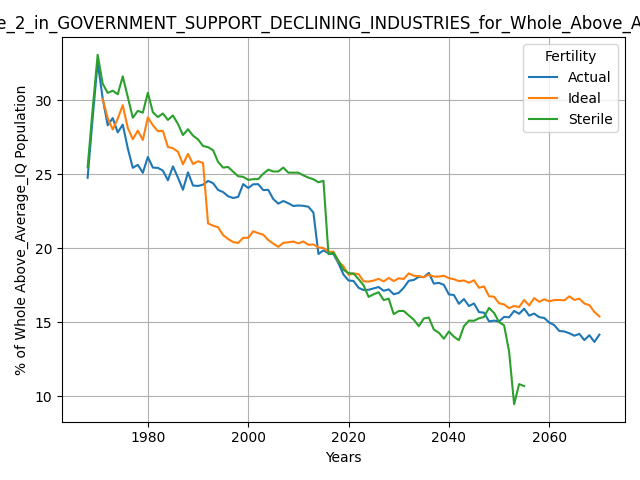 e_2_in_GOVERNMENT_SUPPORT_DECLINING_INDUSTRIES_for_Whole_Above_A
Fertility
Actual
Ideal
Sterile
% of Whole Above_Average_IQ Population
30
25
20
15
10
1980
2000
2020
2040
2060
Years